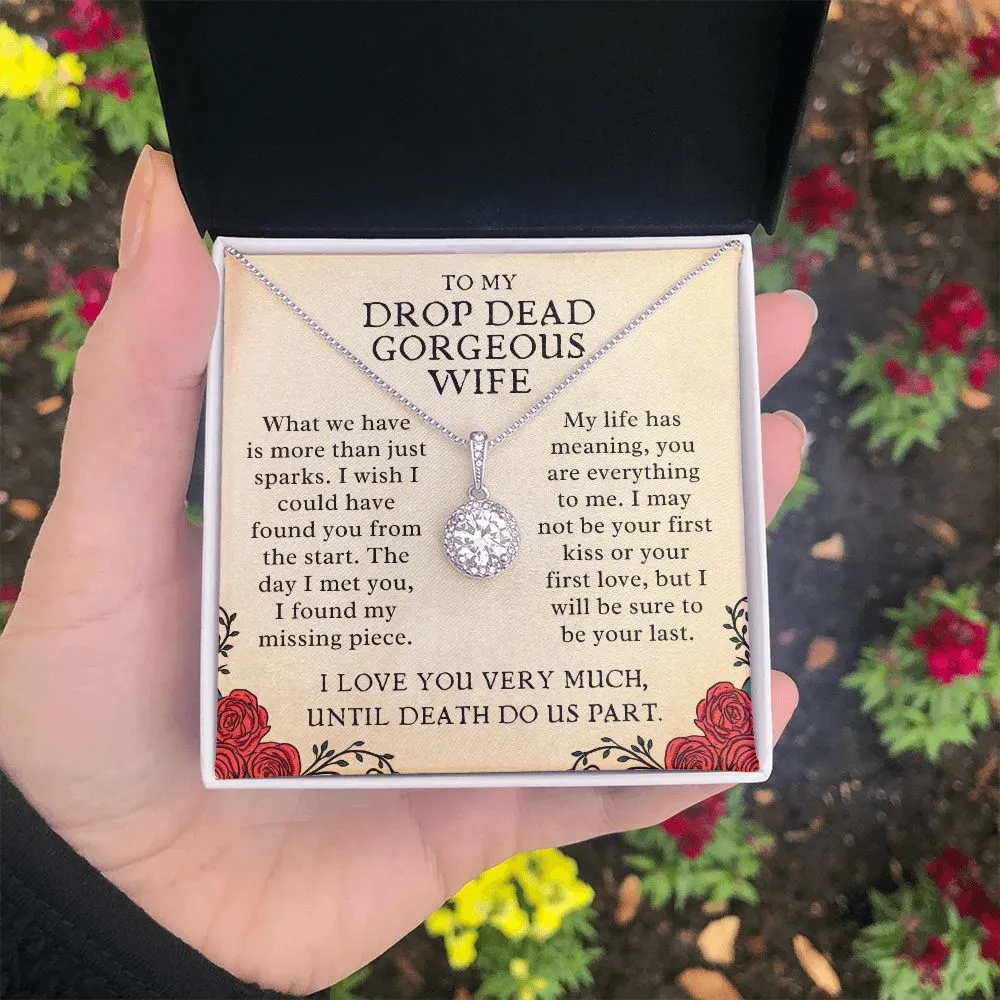 TO MY
DROP DEAD
GORGEOUS
WIFE
What we have
is more than just
sparks. I wish I
could have
found you from
the start. The
day I met you,
I found my
missing piece.
My life has
meaning, you
are everything
to me. I may
not be your first
kiss or your
first love, but I
will be sure to
be your last.
I LOVE YOU VERY MUCH,
UNTIL DEATH DO US PART.